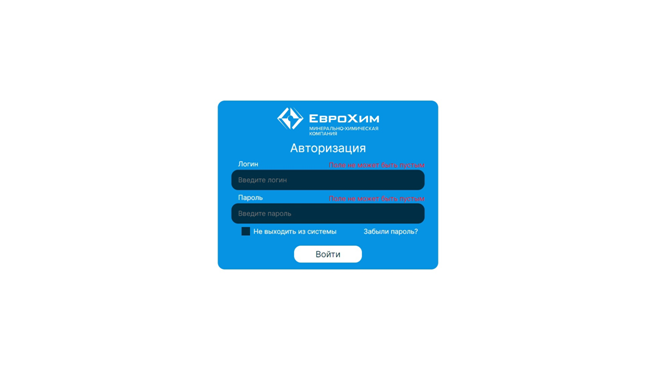 ЕвроХим
МИНЕРАЛЬНО-ХИМИЧЕСКАЯ
КОМПАНИЯ
Авторизация
Логин
Поле не может быть пустым
Введите логин
Пароль
Поле не может быть пустым
Введите пароль
Не выходить из системы
Забыли пароль?
Войти